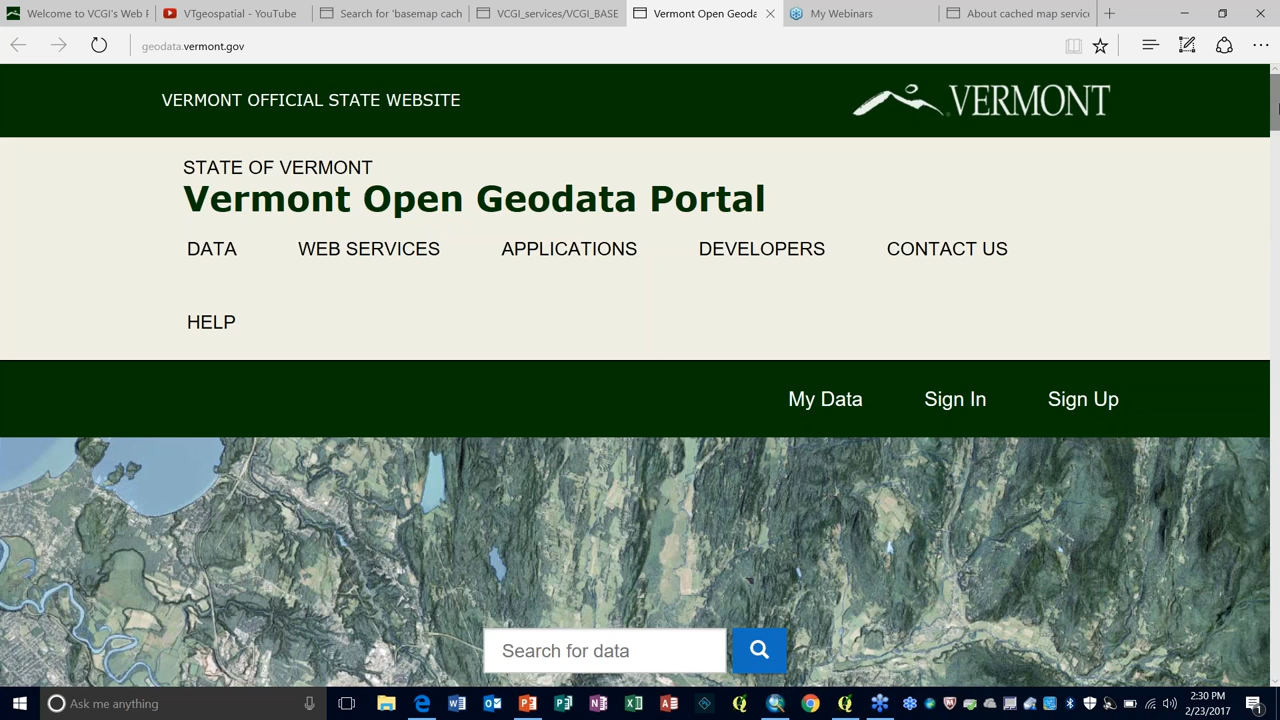 Welcome to VCGI's Web F
VTgeospatial - YouTube
Search for 'basemap cach
VCGI_services/VCGI_BASE
Vermont Open Geoda
My Webinars
About cached map servic
geodata.vermont.gov
VERMONT OFFICIAL STATE WEBSITE
VERMONT
STATE OF VERMONT
Vermont Open Geodata Portal
DATA WEB SERVICES APPLICATIONS DEVELOPERS CONTACT US
HELP
My Data Sign In Sign Up
Search for data
Ask me anything
2:30 PM
2/23/2017